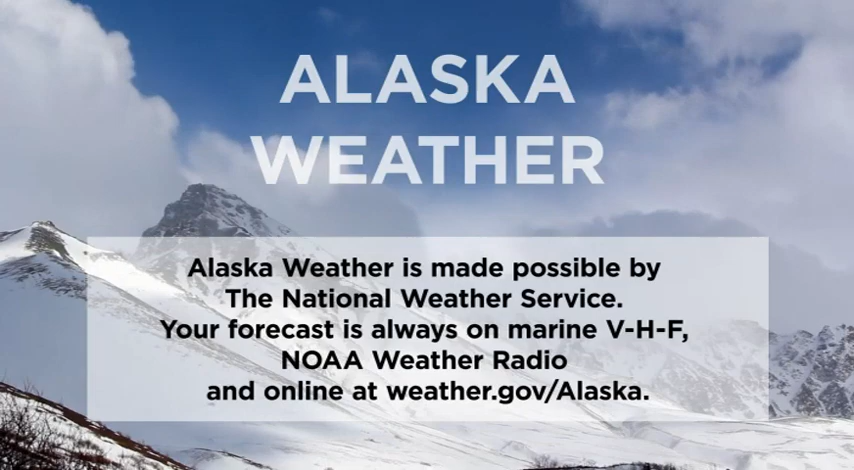 ALASKA
WEATHER
Alaska Weather is made possible by
The National Weather Service.
Your forecast is always on marine V-H-F,
NOAA Weather Radio
and online at weather.gov/Alaska.